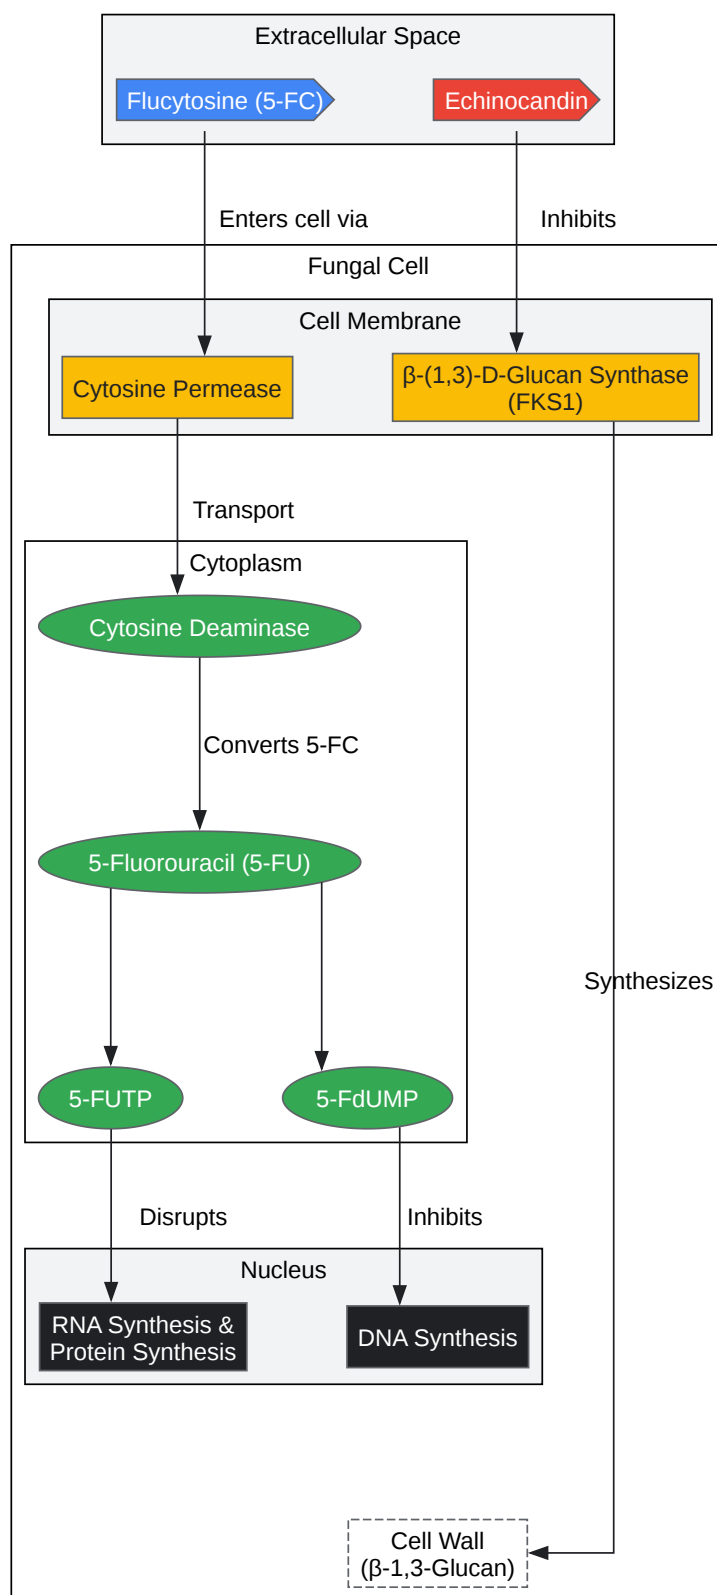 Extracellular Space
Flucytosine (5-FC)
Echinocandin
Enters cell via
Inhibits
Fungal Cell
Cell Membrane
Cytosine Permease
β-(1,3)-D-Glucan Synthase
(FKS1)
Transport
Cytoplasm
Cytosine Deaminase
Converts 5-FC
5-Fluorouracil (5-FU)
Synthesizes
5-FUTP
5-FdUMP
Disrupts
Inhibits
Nucleus
RNA Synthesis &
Protein Synthesis
DNA Synthesis
Cell Wall
(β-1,3-Glucan)